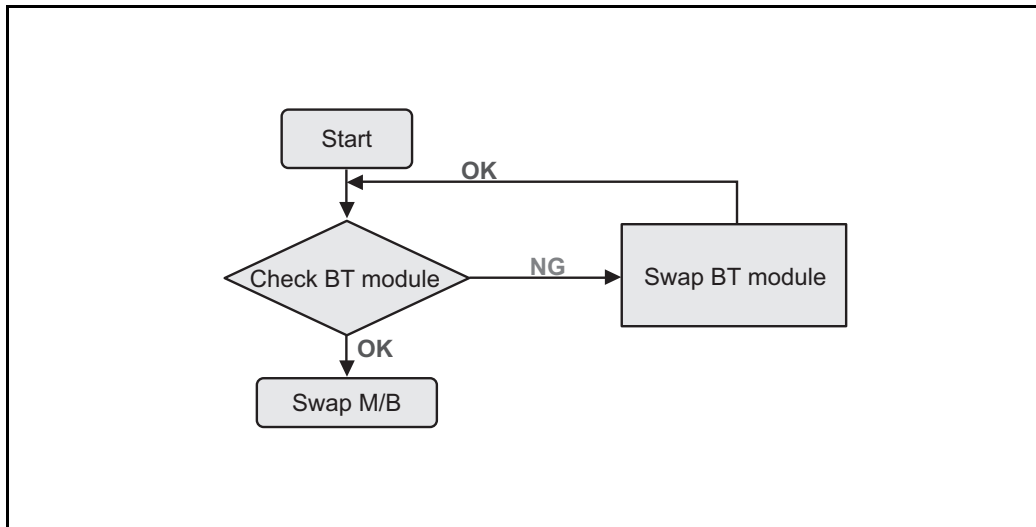 Start
OK
Check BT module
NG
Swap BT module
OK
Swap M/B